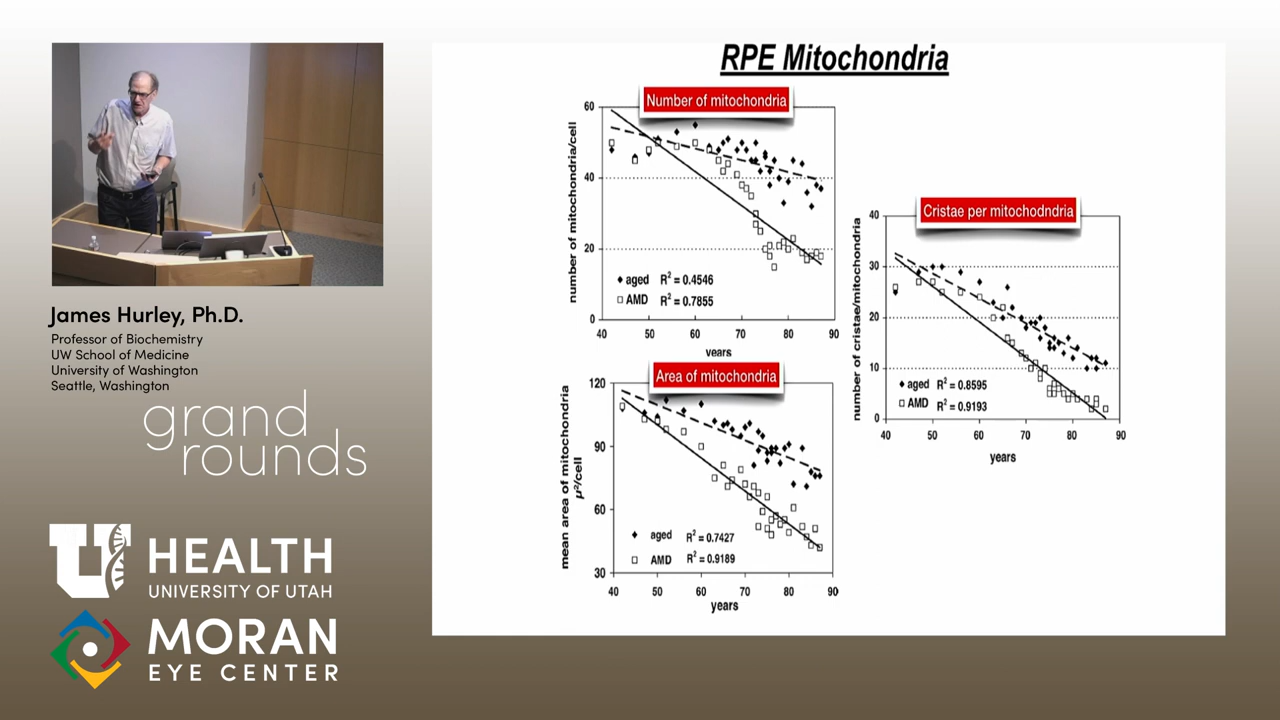 RPE Mitochondria
Number of mitochondria
number of mitochondria/cell
60
40
20
0
aged R² = 0.4546
AMD R² = 0.7855
40 50 60 70 80 90
years
Area of mitochondria
mean area of mitochondria
µ²/cell
120
90
60
30
aged R² = 0.7427
AMD R² = 0.9189
40 50 60 70 80 90
years
Cristae per mitochodndria
number of cristae/mitochondria
40
30
20
10
0
aged R² = 0.8595
AMD R² = 0.9193
40 50 60 70 80 90
years
James Hurley, Ph.D.
Professor of Biochemistry
UW School of Medicine
University of Washington
Seattle, Washington
grand
rounds
U HEALTH
UNIVERSITY OF UTAH
MORAN
EYE CENTER